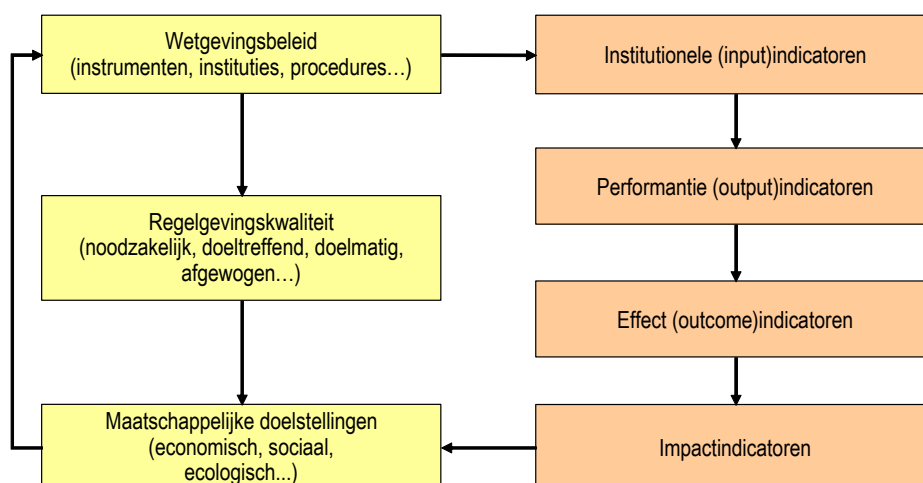 Wetgevingsbeleid
(instrumenten, instituties, procedures…)
Institutionele (input)indicatoren
Performantie (output)indicatoren
Regelgevingskwaliteit
(noodzakelijk, doeltreffend, doelmatig,
afgewogen…)
Effect (outcome)indicatoren
Maatschappelijke doelstellingen
(economisch, sociaal,
ecologisch...)
Impactindicatoren